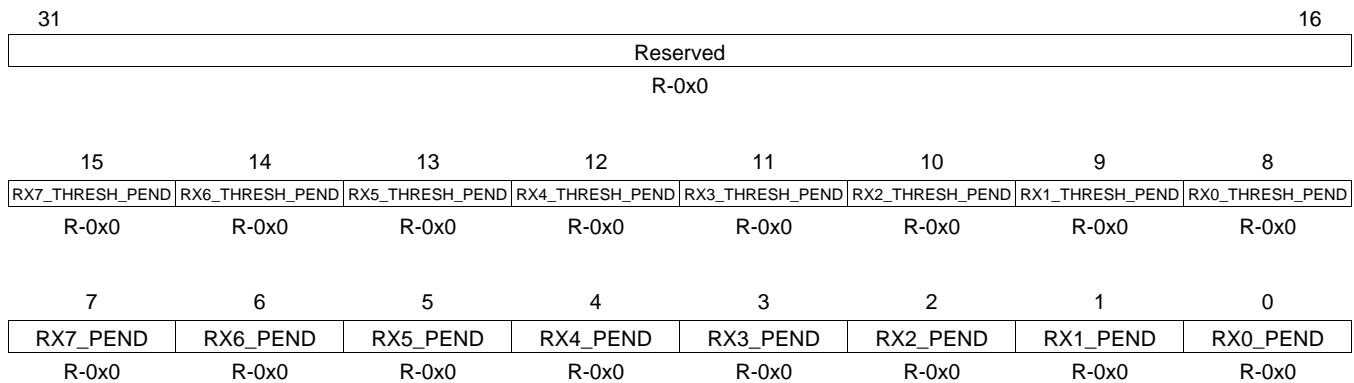 31 16
Reserved
R-0x0
15 14 13 12 11 10 9 8
RX7_THRESH_PEND RX6_THRESH_PEND RX5_THRESH_PEND RX4_THRESH_PEND RX3_THRESH_PEND RX2_THRESH_PEND RX1_THRESH_PEND RX0_THRESH_PEND
R-0x0 R-0x0 R-0x0 R-0x0 R-0x0 R-0x0 R-0x0 R-0x0
7 6 5 4 3 2 1 0
RX7_PEND RX6_PEND RX5_PEND RX4_PEND RX3_PEND RX2_PEND RX1_PEND RX0_PEND
R-0x0 R-0x0 R-0x0 R-0x0 R-0x0 R-0x0 R-0x0 R-0x0